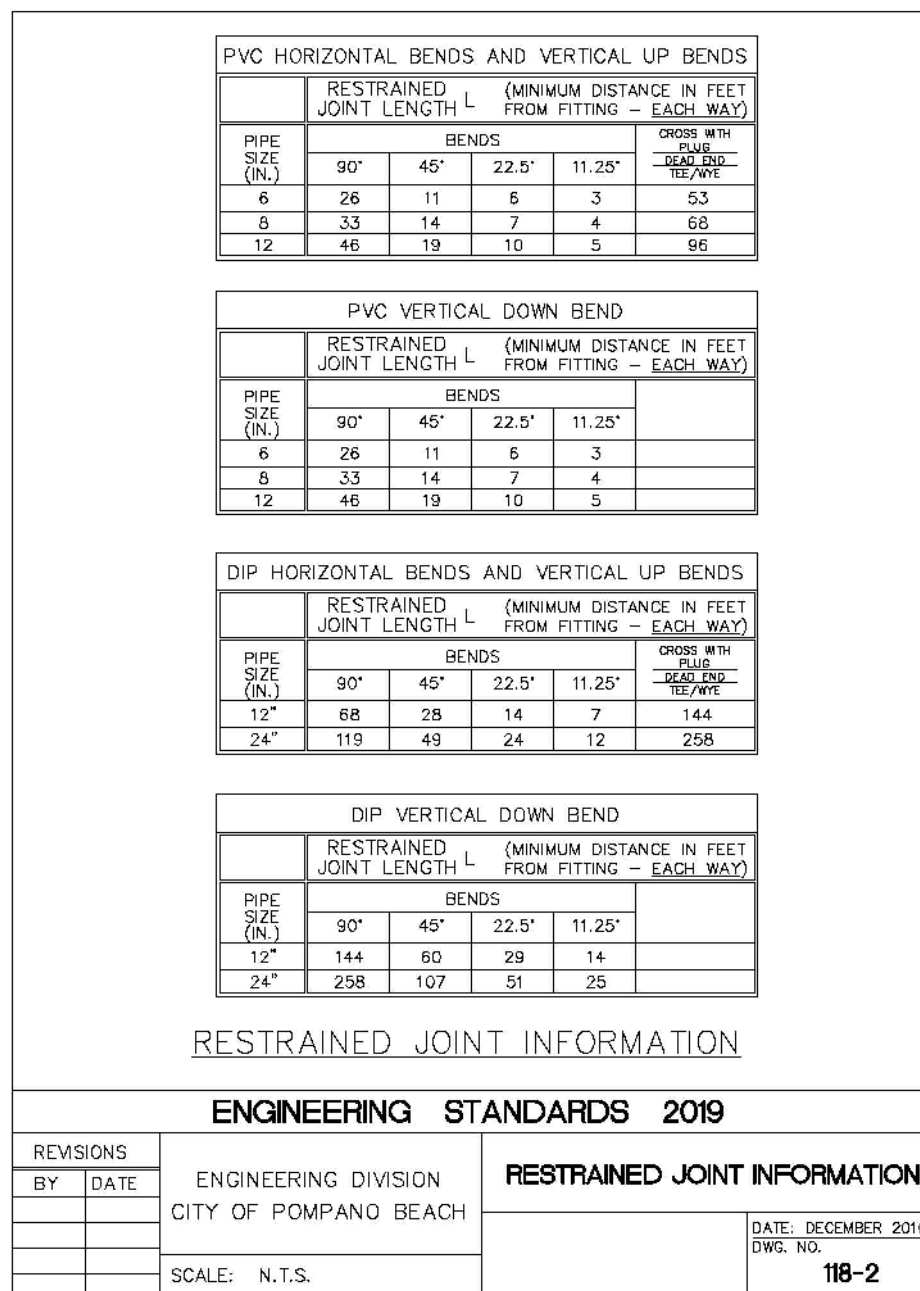 PVC HORIZONTAL BENDS AND VERTICAL UP BENDS
RESTRAINED JOINT LENGTH L (MINIMUM DISTANCE IN FEET FROM FITTING – EACH WAY)
PIPE SIZE (IN.) BENDS CROSS WITH PLUG DEAD END TEE/WYE
90° 45° 22.5° 11.25°
6 26 11 6 3 53
8 33 14 7 4 68
12 46 19 10 5 96
PVC VERTICAL DOWN BEND
RESTRAINED JOINT LENGTH L (MINIMUM DISTANCE IN FEET FROM FITTING – EACH WAY)
PIPE SIZE (IN.) BENDS
90° 45° 22.5° 11.25°
6 26 11 6 3
8 33 14 7 4
12 46 19 10 5
DIP HORIZONTAL BENDS AND VERTICAL UP BENDS
RESTRAINED JOINT LENGTH L (MINIMUM DISTANCE IN FEET FROM FITTING – EACH WAY)
PIPE SIZE (IN.) BENDS CROSS WITH PLUG DEAD END TEE/WYE
90° 45° 22.5° 11.25°
12" 68 28 14 7 144
24" 119 49 24 12 258
DIP VERTICAL DOWN BEND
RESTRAINED JOINT LENGTH L (MINIMUM DISTANCE IN FEET FROM FITTING – EACH WAY)
PIPE SIZE (IN.) BENDS
90° 45° 22.5° 11.25°
12" 144 60 29 14
24" 258 107 51 25
RESTRAINED JOINT INFORMATION
ENGINEERING STANDARDS 2019
REVISIONS
BY DATE
ENGINEERING DIVISION
CITY OF POMPANO BEACH
SCALE: N.T.S.
RESTRAINED JOINT INFORMATION
DATE: DECEMBER
DWG. NO.
118-2